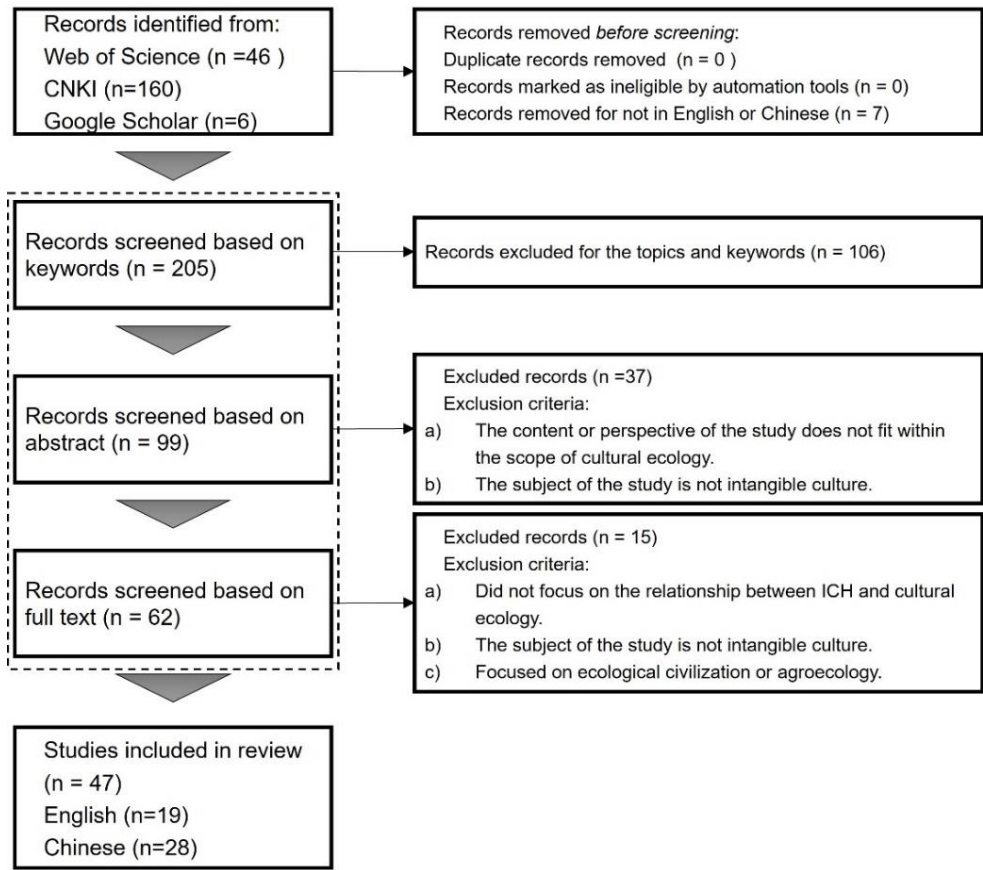 Records identified from:
Web of Science (n =46 )
CNKI (n=160)
Google Scholar (n=6)
Records removed before screening:
Duplicate records removed (n = 0 )
Records marked as ineligible by automation tools (n = 0)
Records removed for not in English or Chinese (n = 7)
Records screened based on
keywords (n = 205)
Records excluded for the topics and keywords (n = 106)
Records screened based on
abstract (n = 99)
Excluded records (n =37)
Exclusion criteria:
a) The content or perspective of the study does not fit within
the scope of cultural ecology.
b) The subject of the study is not intangible culture.
Records screened based on
full text (n = 62)
Excluded records (n = 15)
Exclusion criteria:
a) Did not focus on the relationship between ICH and cultural
ecology.
b) The subject of the study is not intangible culture.
c) Focused on ecological civilization or agroecology.
Studies included in review
(n = 47)
English (n=19)
Chinese (n=28)